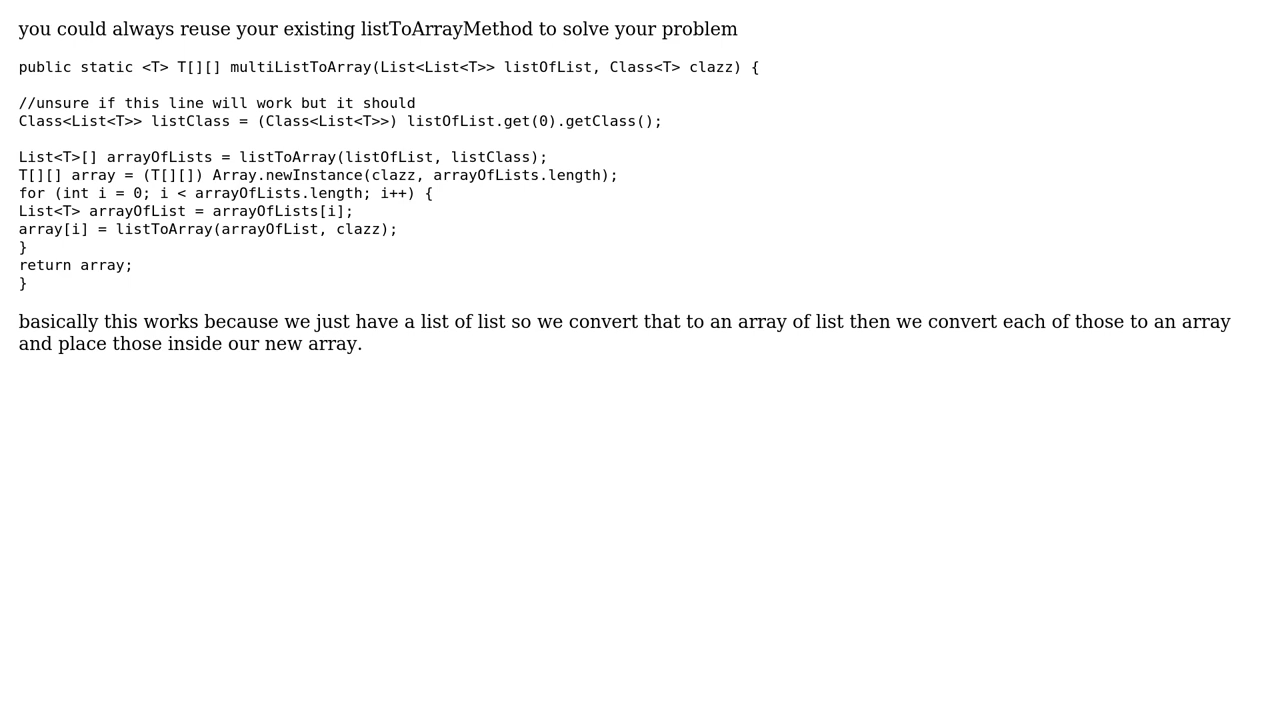 you could always reuse your existing listToArrayMethod to solve your problem
public static <T> T[][] multiListToArray(List<List<T>> listOfList, Class<T> clazz) {
//unsure if this line will work but it should
Class<List<T>> listClass = (Class<List<T>>) listOfList.get(0).getClass();
List<T>[] arrayOfLists = listToArray(listOfList, listClass);
T[][] array = (T[][]) Array.newInstance(clazz, arrayOfLists.length);
for (int i = 0; i < arrayOfLists.length; i++) {
List<T> arrayOfList = arrayOfLists[i];
array[i] = listToArray(arrayOfList, clazz);
}
return array;
}
basically this works because we just have a list of list so we convert that to an array of list then we convert each of those to an array
and place those inside our new array.